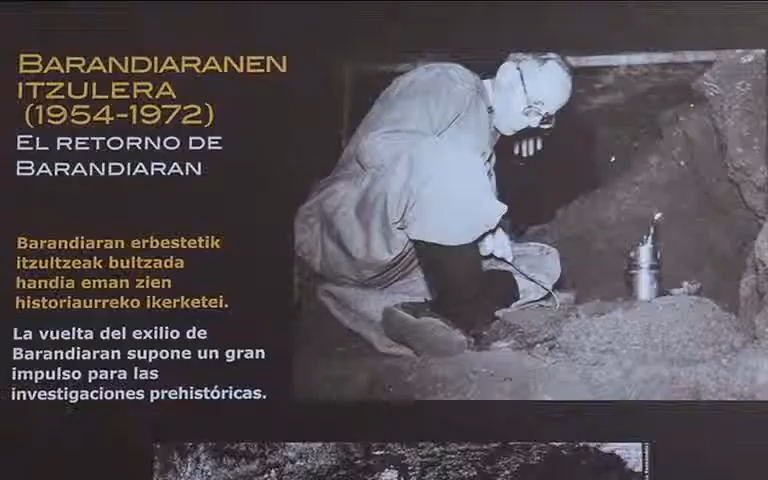 BARANDIARANEN
ITZULERA
(1954-1972)
EL RETORNO DE
BARANDIARAN
Barandiaran erbestetik
itzultzeak bultzada
handia eman zien
historiaurreko ikerketei.
La vuelta del exilio de
Barandiaran supone un gran
impulso para las
investigaciones prehistóricas.